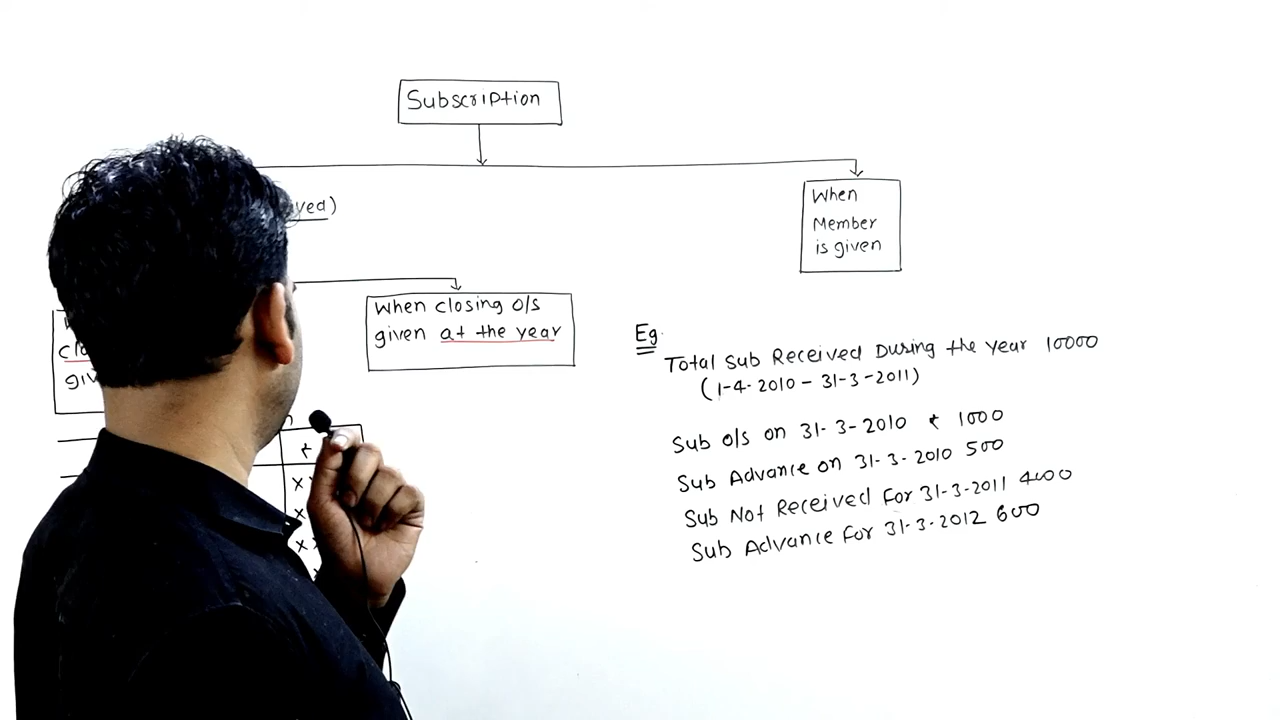 Subscription
When
Member
is given
When closing o/s
given at the year
Eg.
Total Sub Received During the year 10000
(1-4-2010 - 31-3-2011)
Sub o/s on 31-3-2010 ₹ 1000
Sub Advance on 31-3-2010 500
Sub Not Received for 31-3-2011 4000
Sub Advance for 31-3-2012 600
+
x
x
x